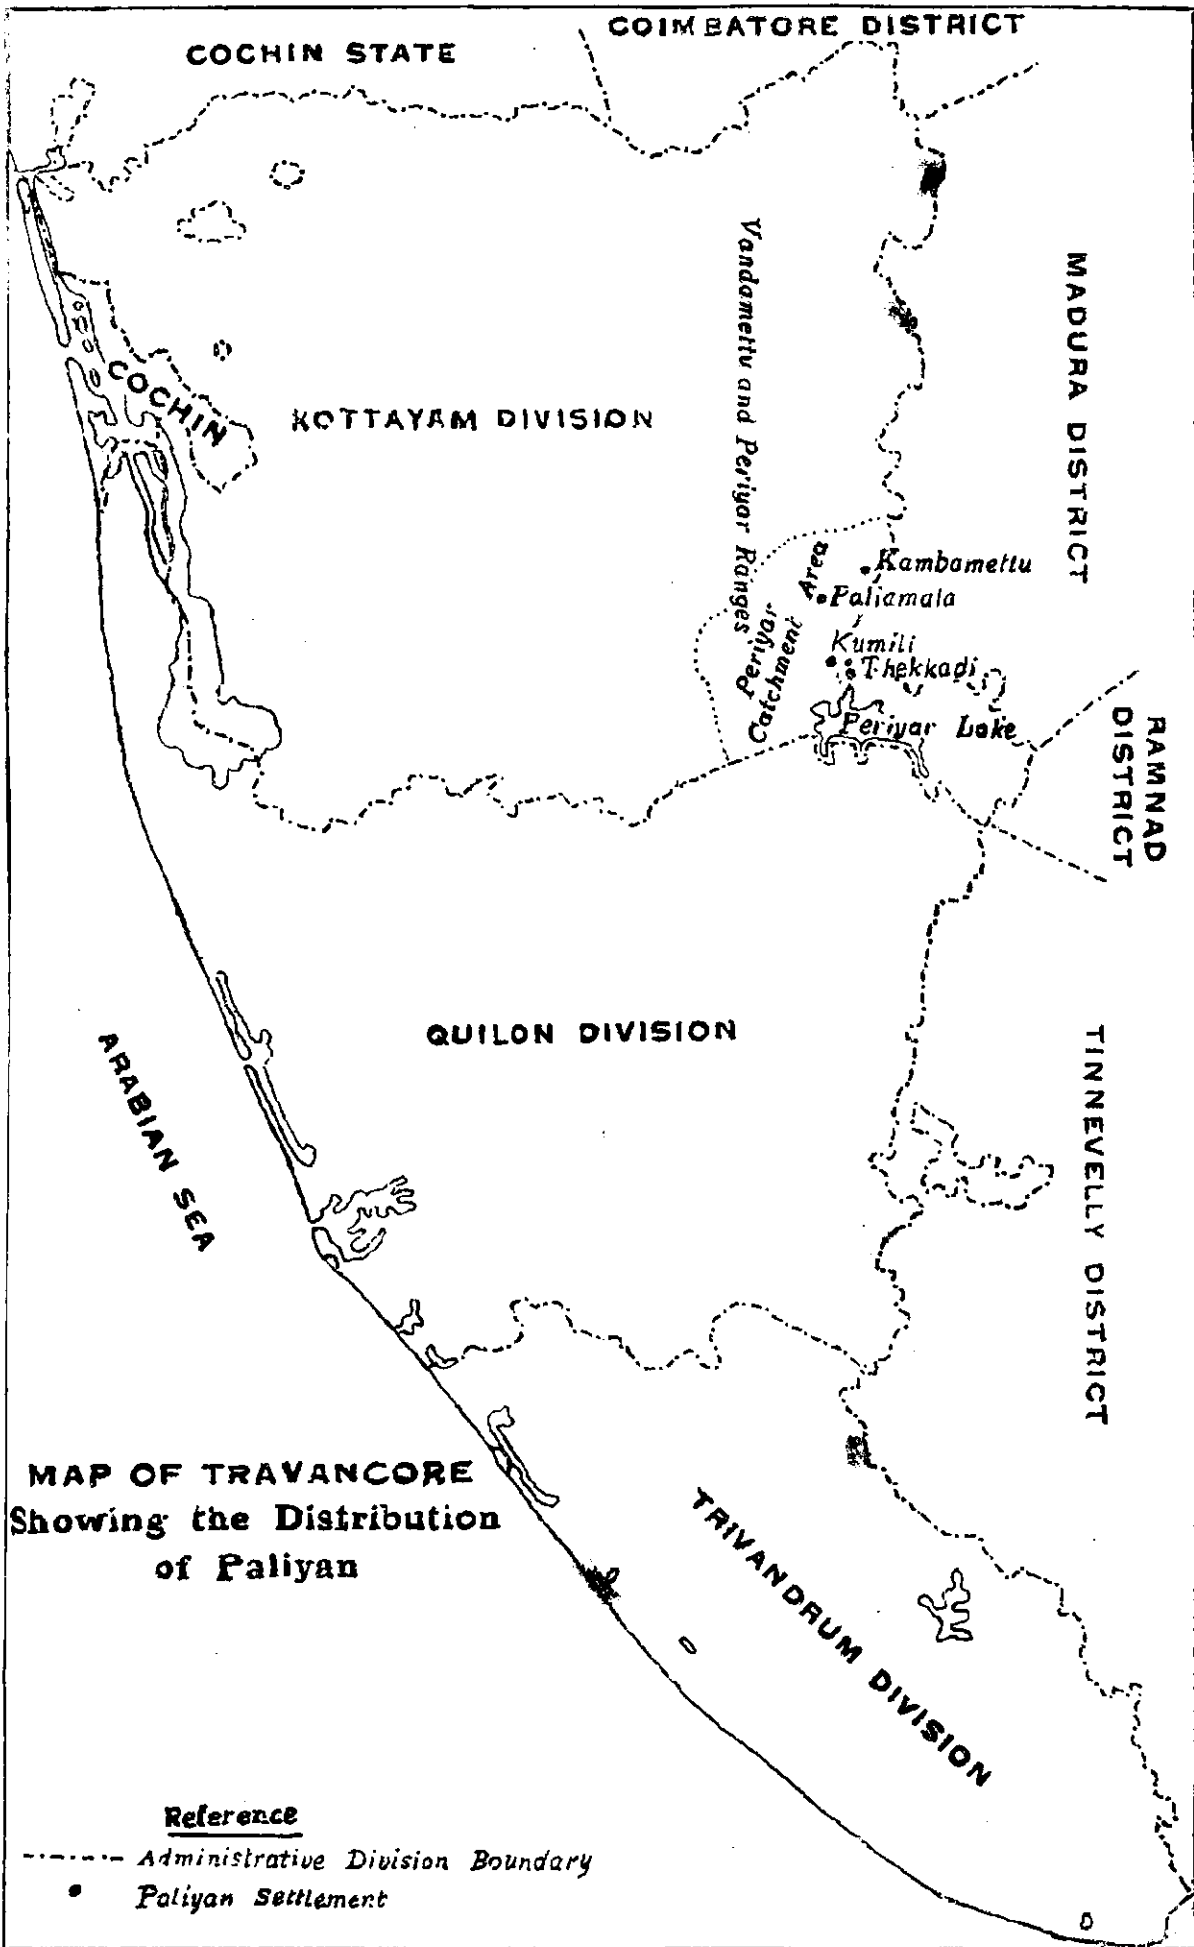 COIMBATORE DISTRICT
COCHIN STATE
MADURA DISTRICT
Vandamettu and Periyar Ranges
COCHIN
KOTTAYAM DIVISION
Periyar
Catchment Area
Kambamettu
Paliamala
Kumili
Thekkadi
Periyar Lake
RAMNAD
DISTRICT
QUILON DIVISION
ARABIAN SEA
TINNEVELLY DISTRICT
MAP OF TRAVANCORE
Showing the Distribution
of Paliyan
TRIVANDRUM DIVISION
Reference
Administrative Division Boundary
Paliyan Settlement